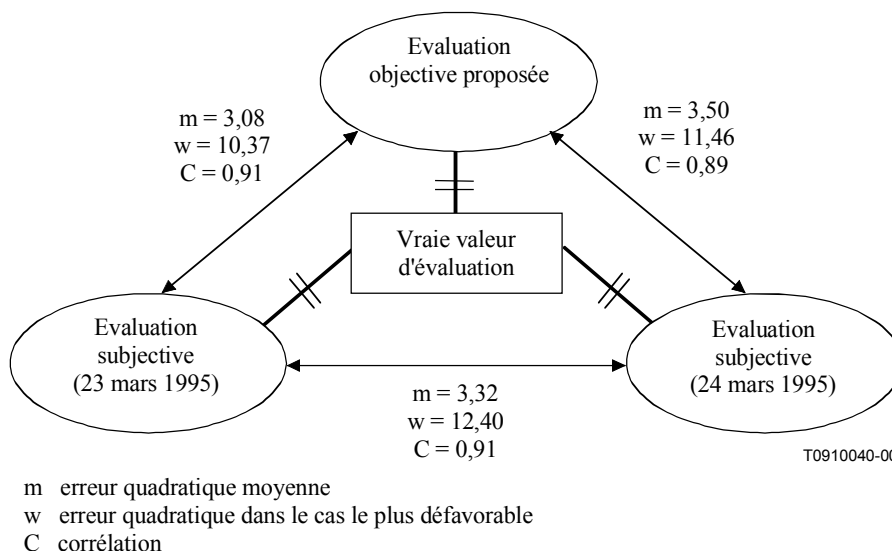 Evaluation
objective proposée
m = 3,08
w = 10,37
C = 0,91
m = 3,50
w = 11,46
C = 0,89
Vraie valeur
d'évaluation
Evaluation
subjective
(23 mars 1995)
Evaluation
subjective
(24 mars 1995)
m = 3,32
w = 12,40
C = 0,91
T0910040-00
m erreur quadratique moyenne
w erreur quadratique dans le cas le plus défavorable
C corrélation